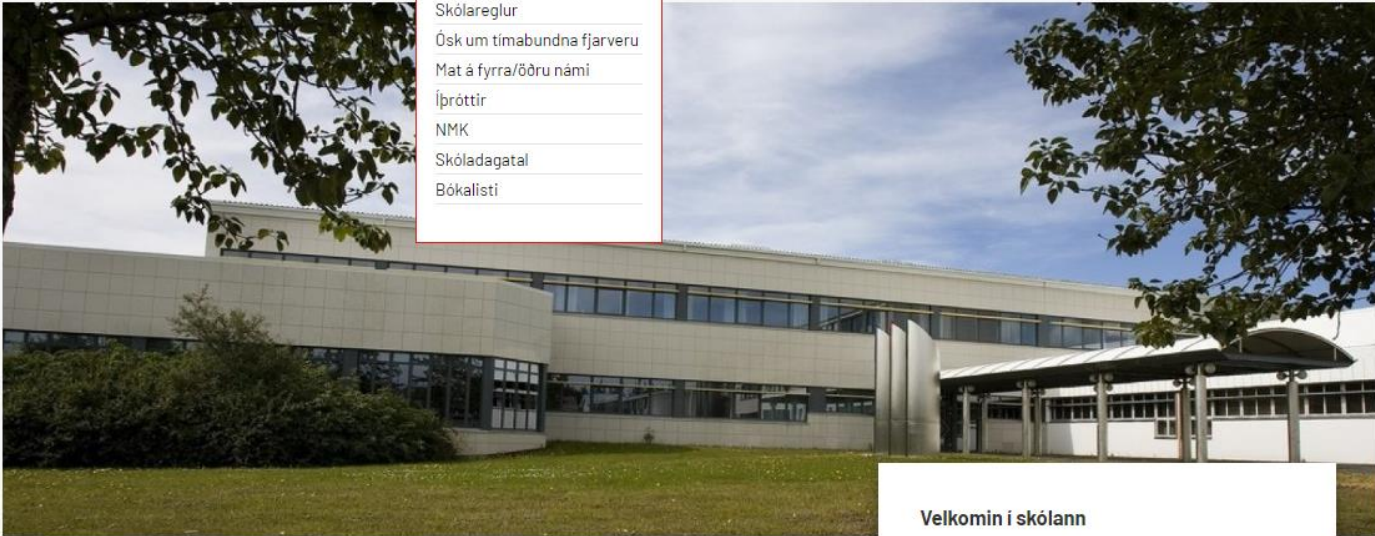 Skólareglur
Ósk um tímabundna fjarveru
Mat á fyrra/öðru námi
Íþróttir
NMK
Skóladagatal
Bókalisti
Velkomin í skólann